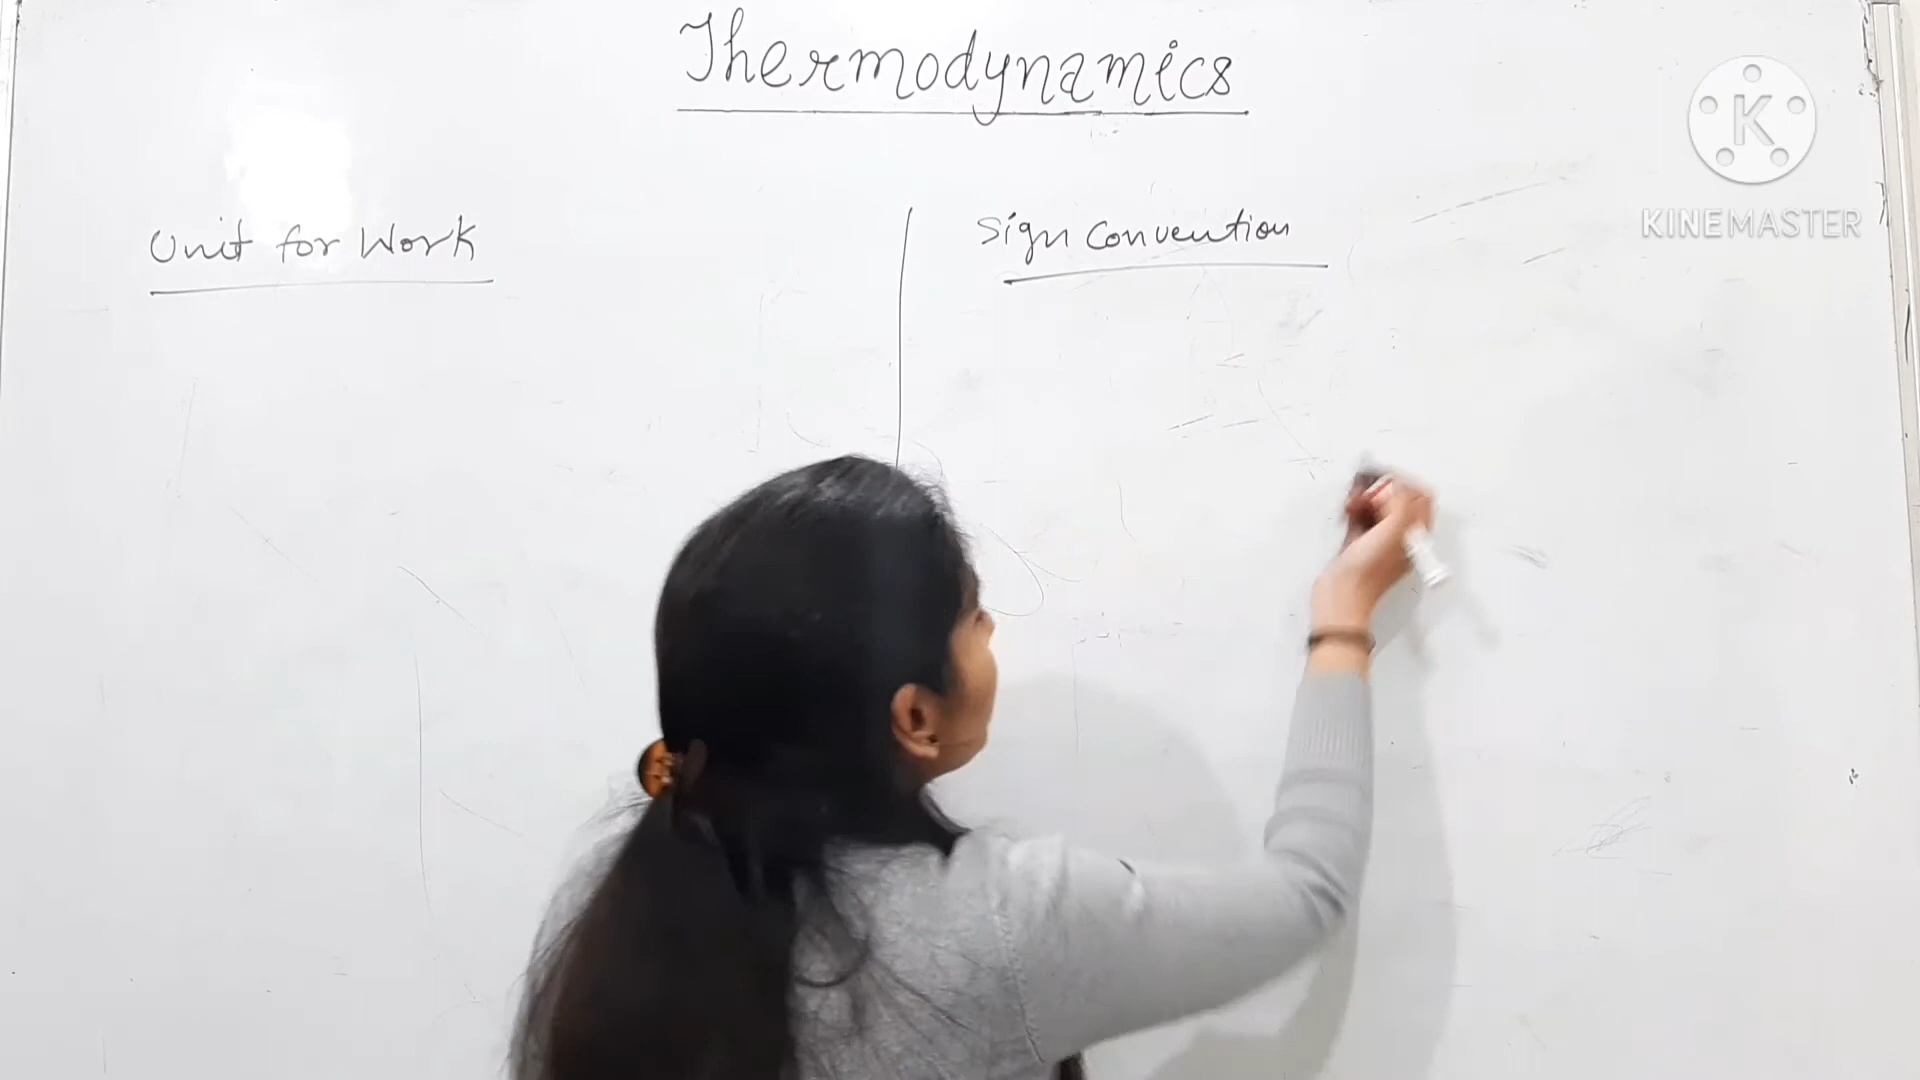 Thermodynamics
Unit for Work
Sign Convention
K
KINEMASTER